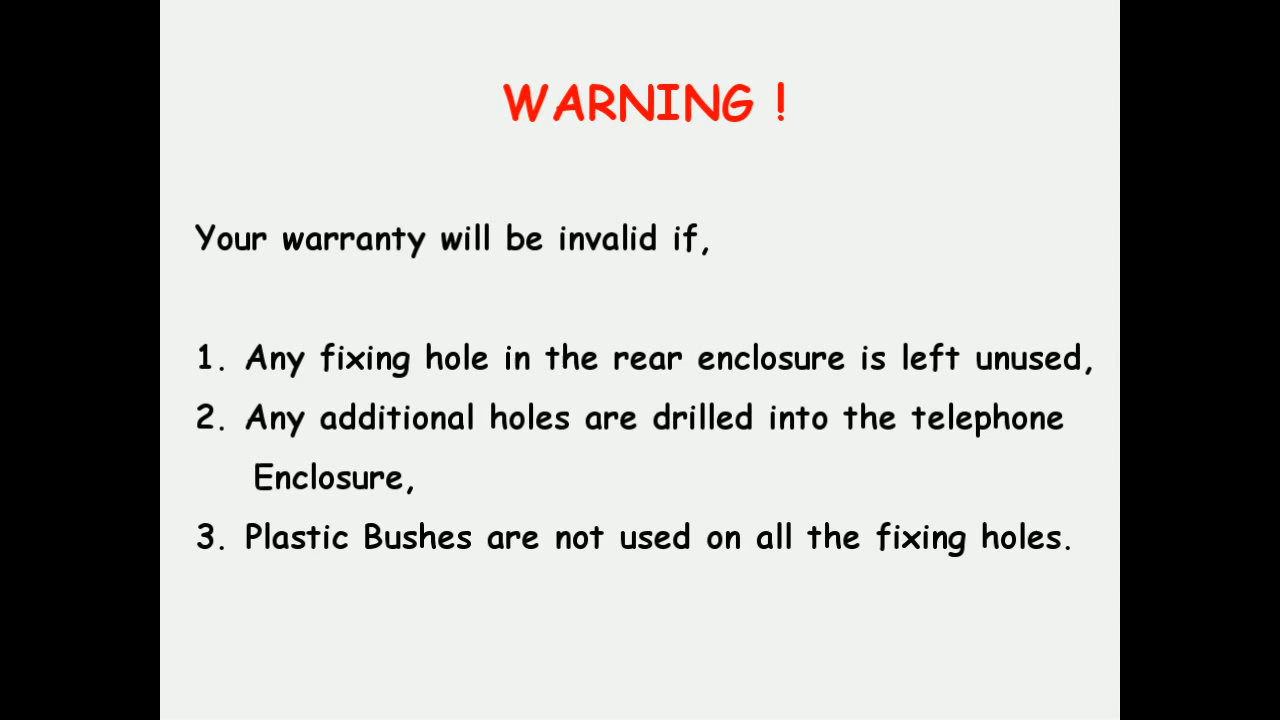 WARNING !
Your warranty will be invalid if,
1. Any fixing hole in the rear enclosure is left unused,
2. Any additional holes are drilled into the telephone
Enclosure,
3. Plastic Bushes are not used on all the fixing holes.